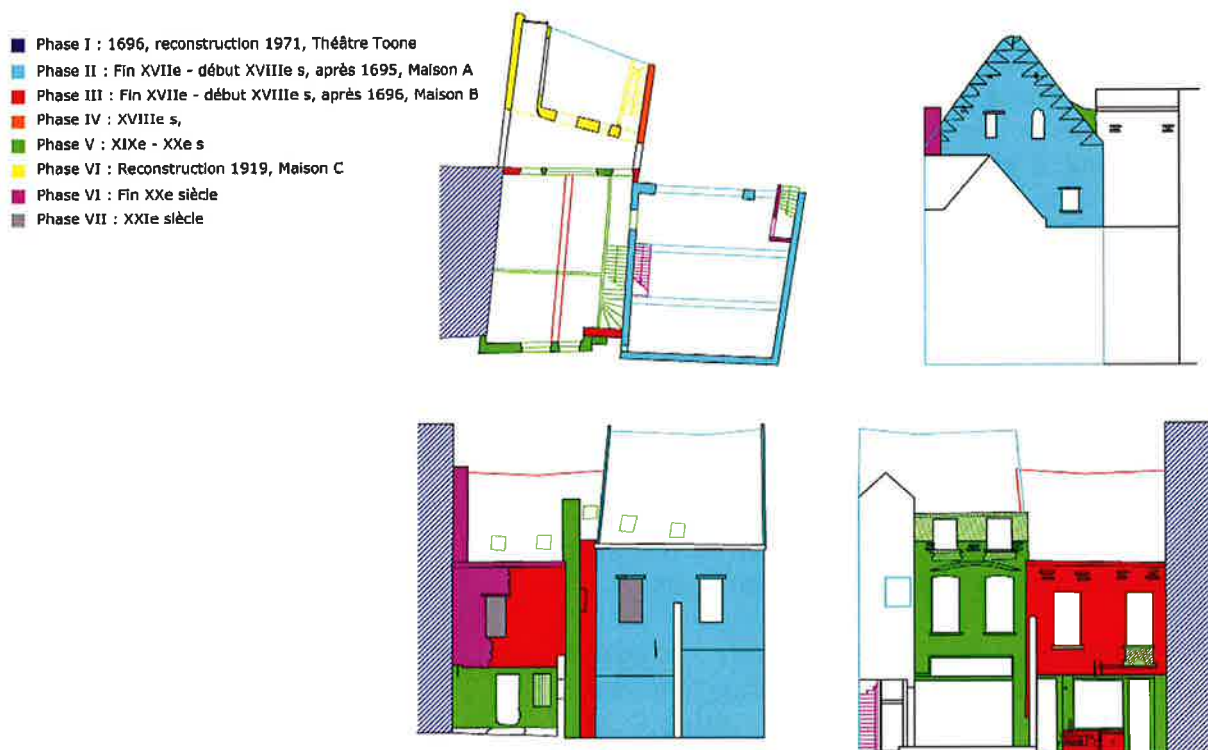 Phase I : 1696, reconstruction 1971, Théâtre Toone
Phase II : Fin XVIIe - début XVIIIe s, après 1695, Maison A
Phase III : Fin XVIIe - début XVIIIe s, après 1696, Maison B
Phase IV : XVIIIe s,
Phase V : XIXe - XXe s
Phase VI : Reconstruction 1919, Maison C
Phase VI : Fin XXe siècle
Phase VII : XXIe siècle